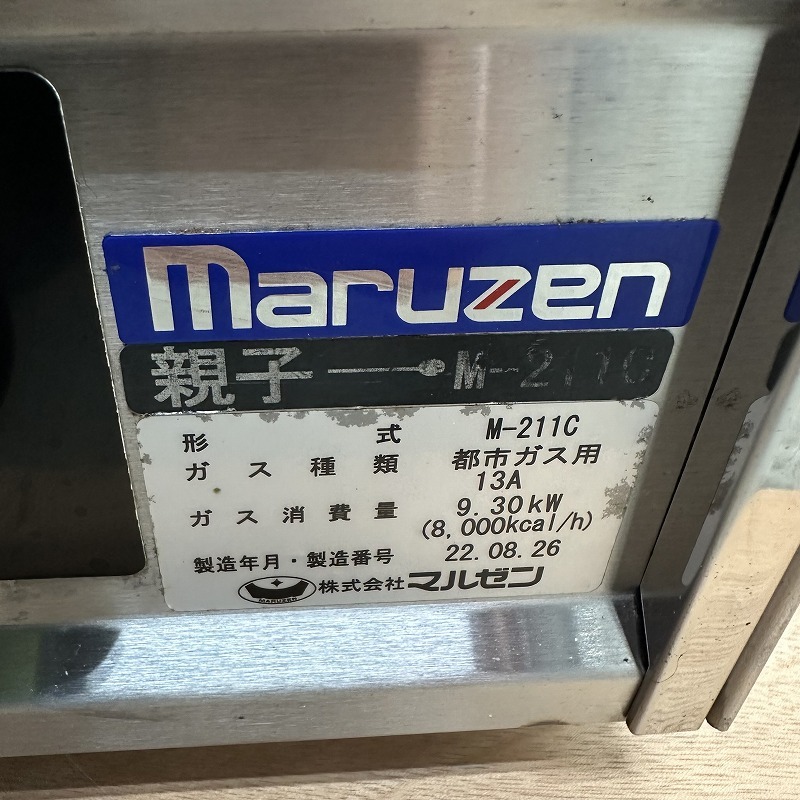 maruzen
親子 M-211C
形式 M-211C
ガス種類 都市ガス用
13A
ガス消費量 9.30kW
(8,000kcal/h)
製造年月・製造番号 22.08.26
MARUZEN 株式会社マルゼン